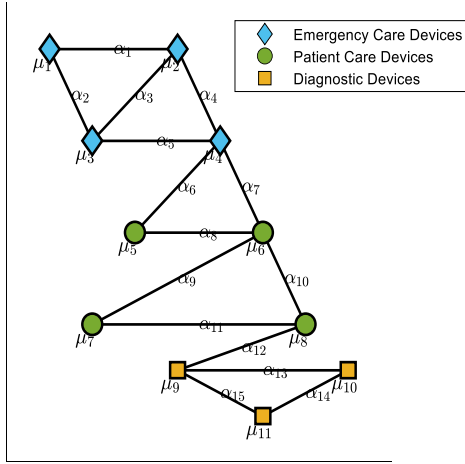 Emergency Care Devices
Patient Care Devices
Diagnostic Devices
μ₁ α₁ μ₂
α₂ α₃ α₄
μ₃ α₅ μ₄
α₆ α₇
μ₅ α₈ μ₆
α₉ α₁₀
μ₇ α₁₁ μ₈
α₁₂
μ₉ α₁₃ μ₁₀
α₁₅ α₁₄
μ₁₁